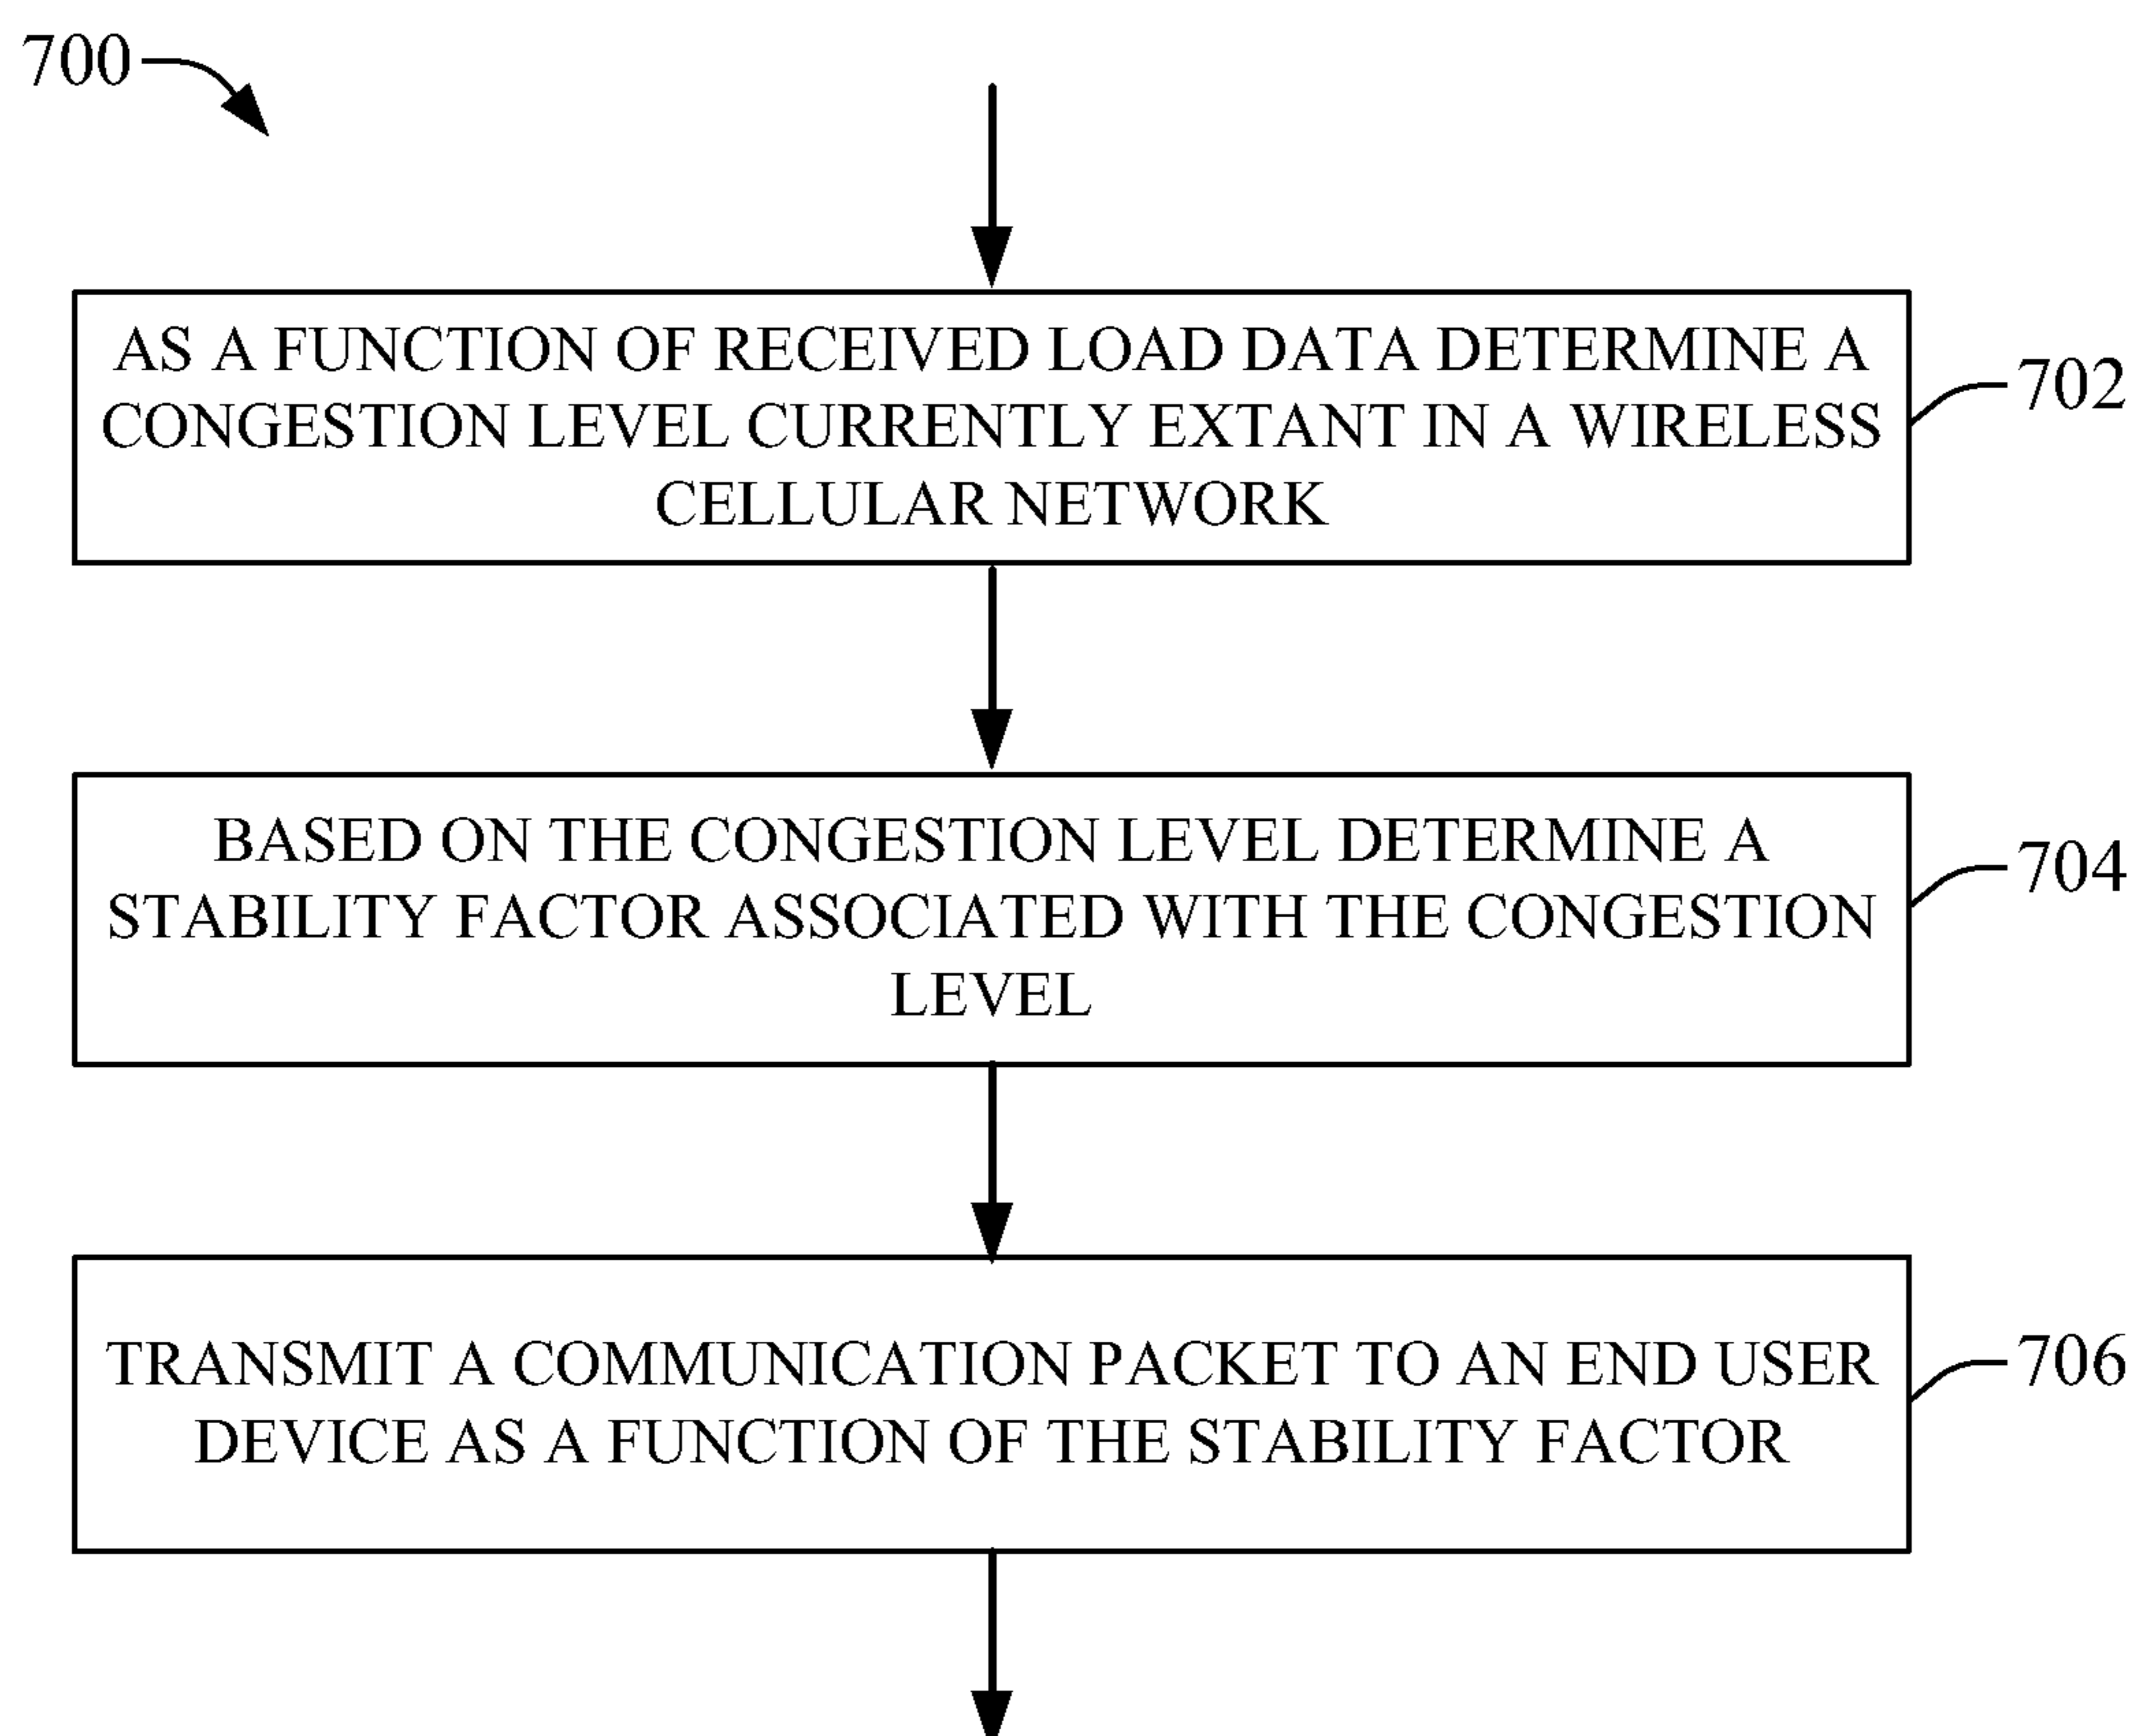 700
AS A FUNCTION OF RECEIVED LOAD DATA DETERMINE A
CONGESTION LEVEL CURRENTLY EXTANT IN A WIRELESS
CELLULAR NETWORK
702
BASED ON THE CONGESTION LEVEL DETERMINE A
STABILITY FACTOR ASSOCIATED WITH THE CONGESTION
LEVEL
704
TRANSMIT A COMMUNICATION PACKET TO AN END USER
DEVICE AS A FUNCTION OF THE STABILITY FACTOR
706